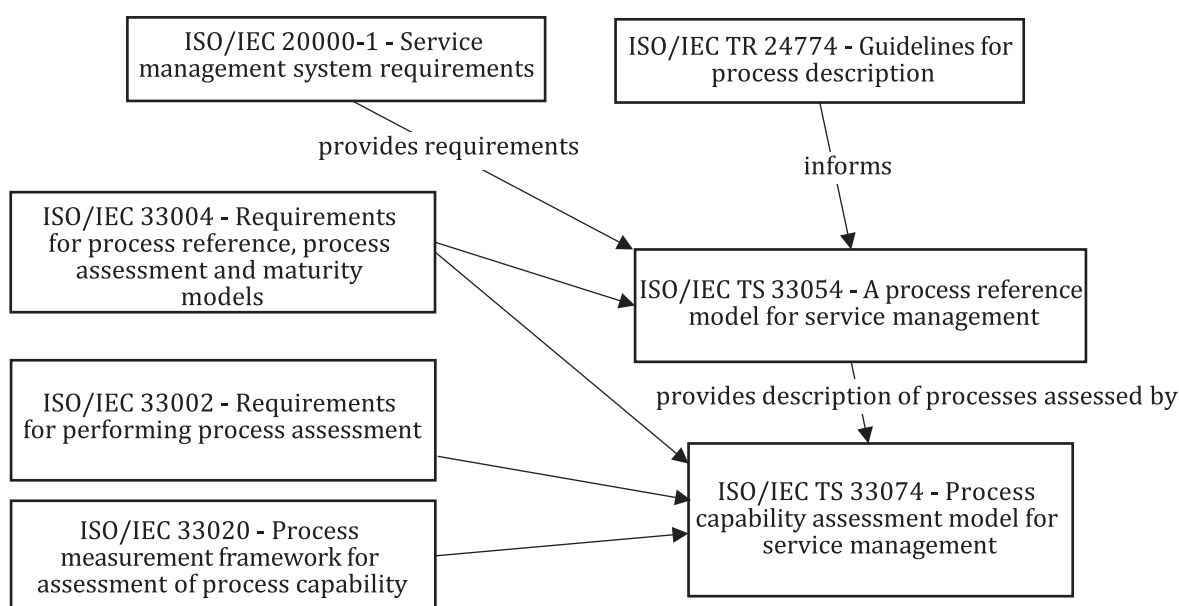 ISO/IEC 20000-1 - Service
management system requirements
ISO/IEC TR 24774 - Guidelines for
process description
provides requirements
informs
ISO/IEC 33004 - Requirements
for process reference, process
assessment and maturity
models
ISO/IEC TS 33054 - A process reference
model for service management
ISO/IEC 33002 - Requirements
for performing process assessment
provides description of processes assessed by
ISO/IEC TS 33074 - Process
capability assessment model for
service management
ISO/IEC 33020 - Process
measurement framework for
assessment of process capability